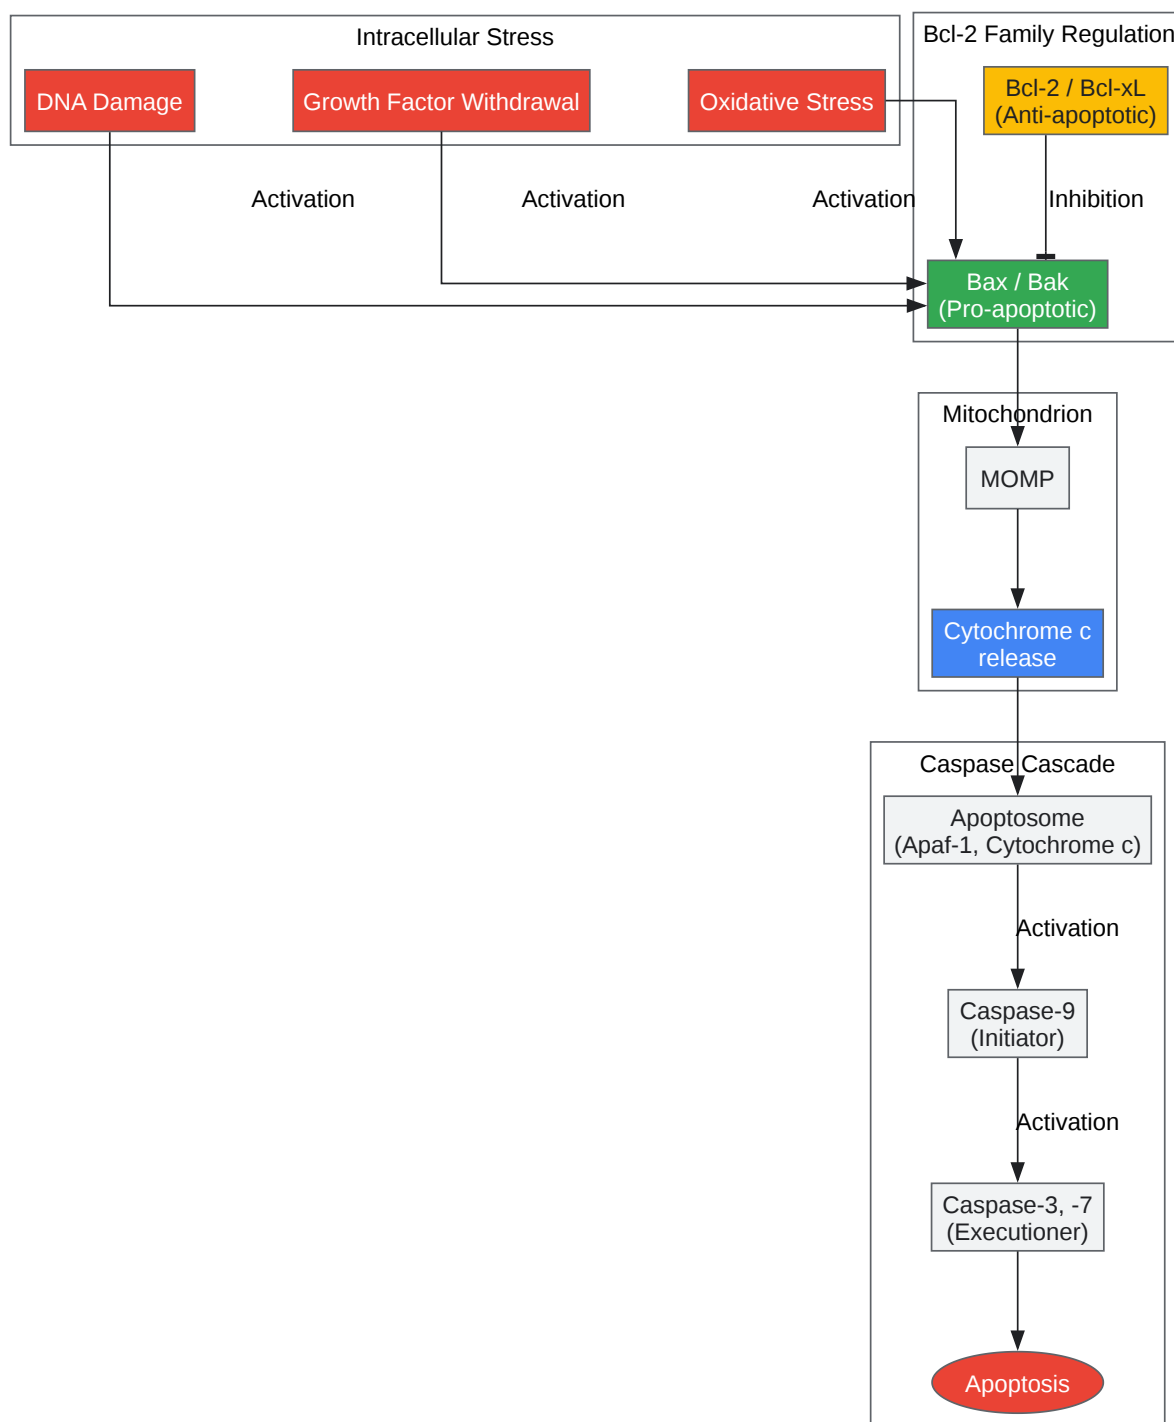 Intracellular Stress
Bcl-2 Family Regulation
DNA Damage
Growth Factor Withdrawal
Oxidative Stress
Bcl-2 / Bcl-xL
(Anti-apoptotic)
Activation
Activation
Activation
Inhibition
Bax / Bak
(Pro-apoptotic)
Mitochondrion
MOMP
Cytochrome c
release
Caspase Cascade
Apoptosome
(Apaf-1, Cytochrome c)
Activation
Caspase-9
(Initiator)
Activation
Caspase-3, -7
(Executioner)
Apoptosis